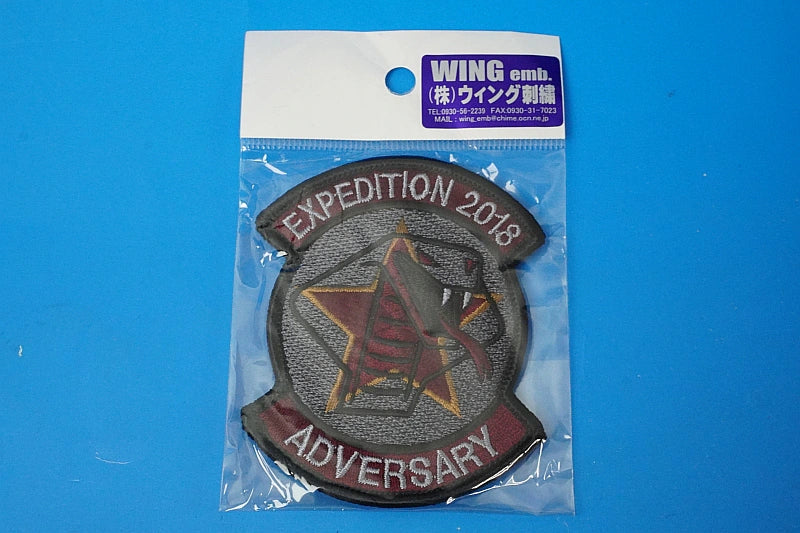 WING emb.
(株)ウィング刺繍
TEL:0930-56-2239 FAX:0930-31-7023
MAIL : wing_emb@chime.ocn.ne.jp
EXPEDITION 2018
ADVERSARY